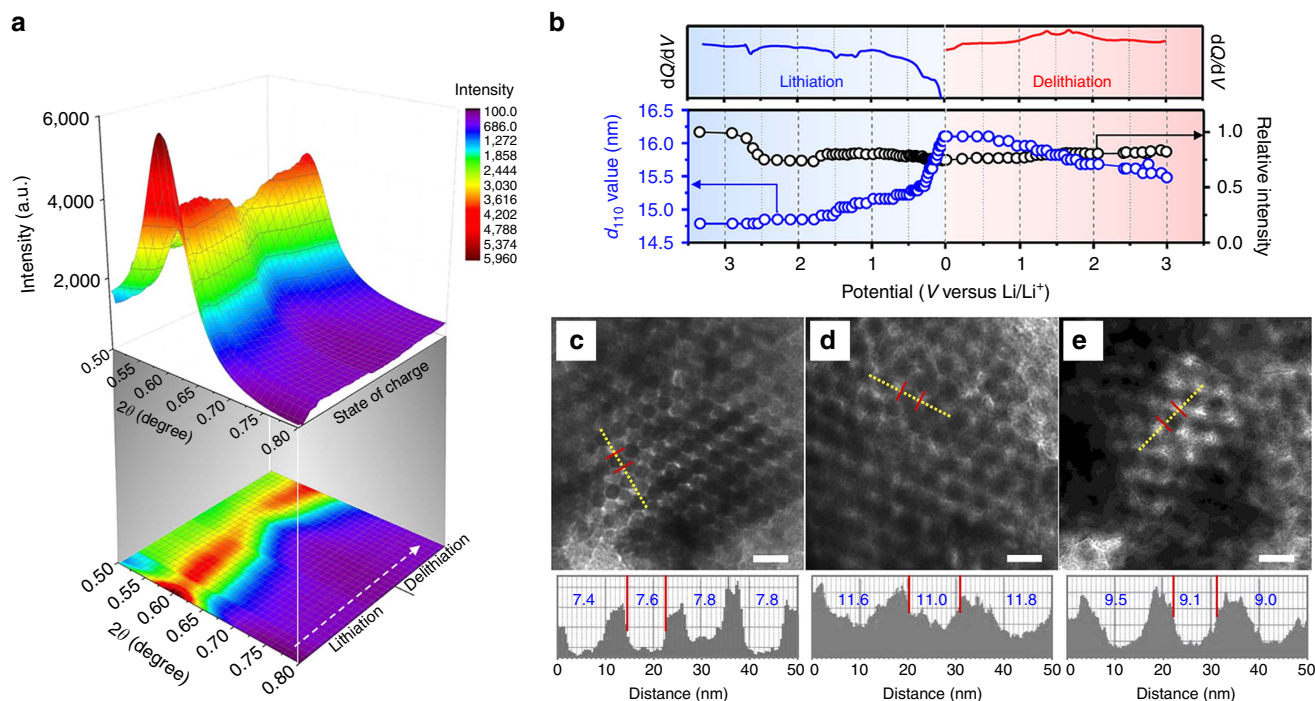 a
Intensity
100.0
686.0
1,272
1,858
2,444
3,030
3,616
4,202
4,788
5,374
5,960
6,000
4,000
2,000
Intensity (a.u.)
0.50
0.55
0.60
0.65
0.70
0.75
0.80
2θ (degree)
State of charge
0.50
0.55
0.60
0.65
0.70
0.75
0.80
2θ (degree)
Lithiation
Delithiation
b
dQ/dV
Lithiation
Delithiation
dQ/dV
16.5
16.0
15.5
15.0
14.5
d110 value (nm)
1.0
0.5
0.0
Relative intensity
3 2 1 0 1 2 3
Potential (V versus Li/Li+)
c
d
e
7.4 7.6 7.8 7.8
0 10 20 30 40 50
Distance (nm)
11.6 11.0 11.8
0 10 20 30 40 50
Distance (nm)
9.5 9.1 9.0
0 10 20 30 40 50
Distance (nm)